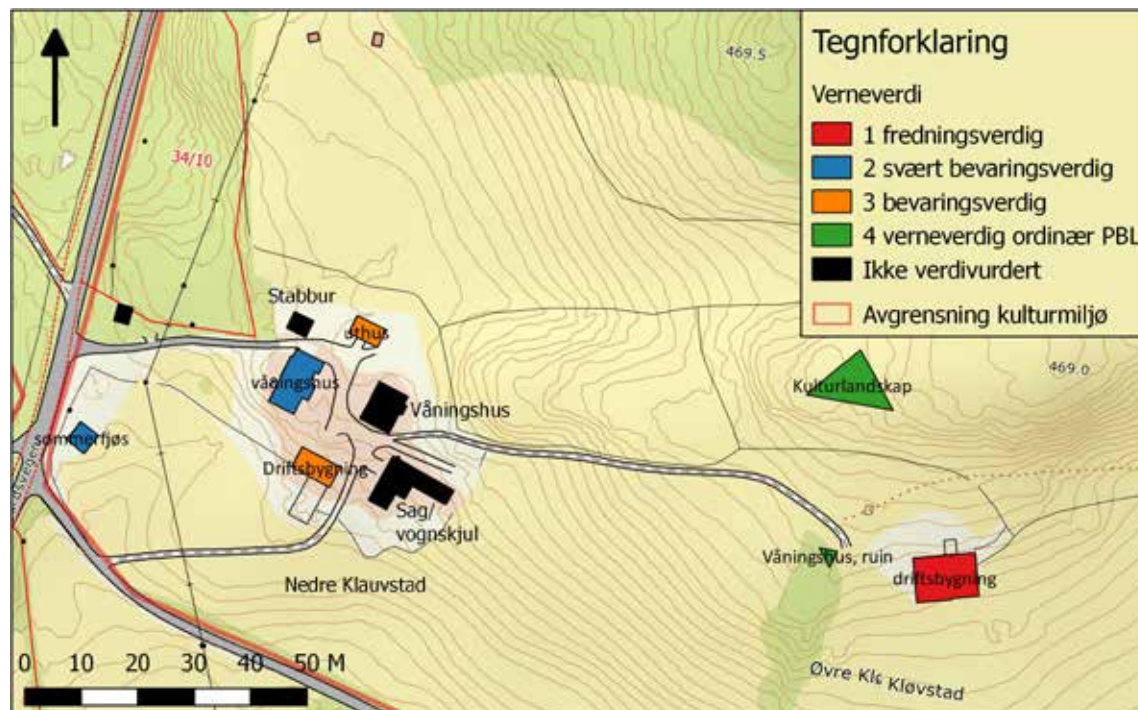 Tegnforklaring
Verneverdi
1 fredningsverdig
2 svært bevaringsverdig
3 bevaringsverdig
4 verneverdig ordinær PBL
Ikke verdivurdert
Avgrensning kulturmiljø
469.5
34/10
Stabbur
uthus
våningshus
Våningshus
Kulturlandskap
469.0
sommerfjøs
Driftsbygning
Sag/
vognskjul
Våningshus, ruin
driftsbygning
Nedre Klauvstad
0 10 20 30 40 50 M
Øvre Kl Kløvstad